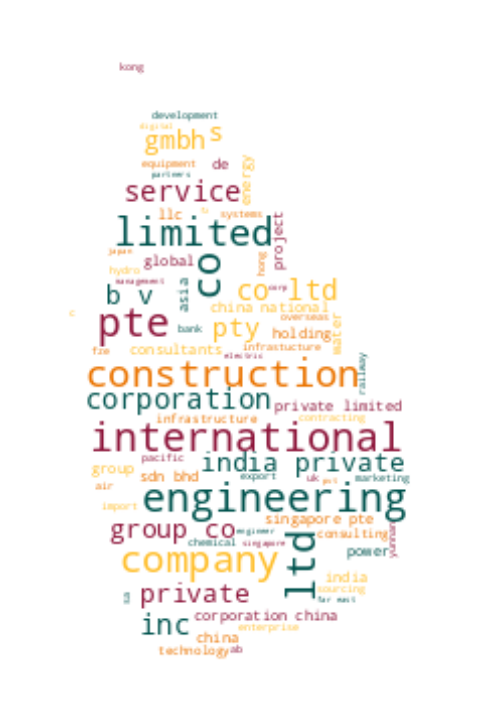 kong
development
digital
gmbh s
equipment de
partners energy
service
llc systems
limited project
japan global hong
hydro co
management asia corp
b v co ltd
china national
c pte overseas
bank pty water
holding
fze consultants infrastucture
electric
construction railway
corporation private limited
infrastructure contracting
international
pacific india private
group export uk marketing
sdn bhd
air
engineering
import
singapore pte
group co engineer consulting
chemical singapore yunnan
company ltd power
india
private sourcing
far east
inc corporation china
enterprise
china
technology ab